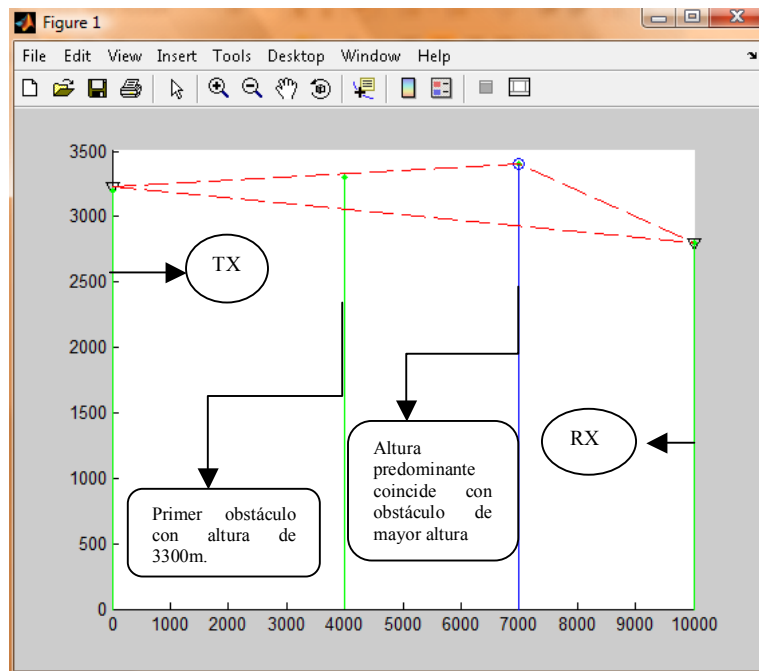 Figure 1
File Edit View Insert Tools Desktop Window Help
3500
3000
2500
2000
1500
1000
500
0
TX
RX
Primer obstáculo
con altura de
3300m.
Altura
predominante
coincide con
obstáculo de
mayor altura
0 1000 2000 3000 4000 5000 6000 7000 8000 9000 10000